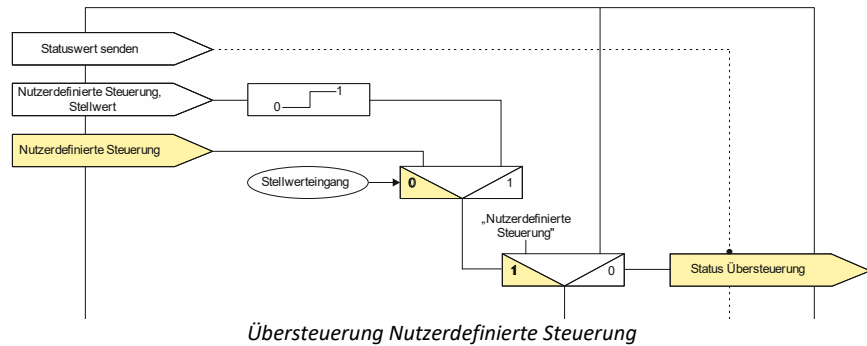 Statuswert senden
Nutzerdefinierte Steuerung,
Stellwert
0
1
Nutzerdefinierte Steuerung
Stellwerteingang
0
1
„Nutzerdefinierte
Steuerung"
1
0
Status Übersteuerung
Übersteuerung Nutzerdefinierte Steuerung